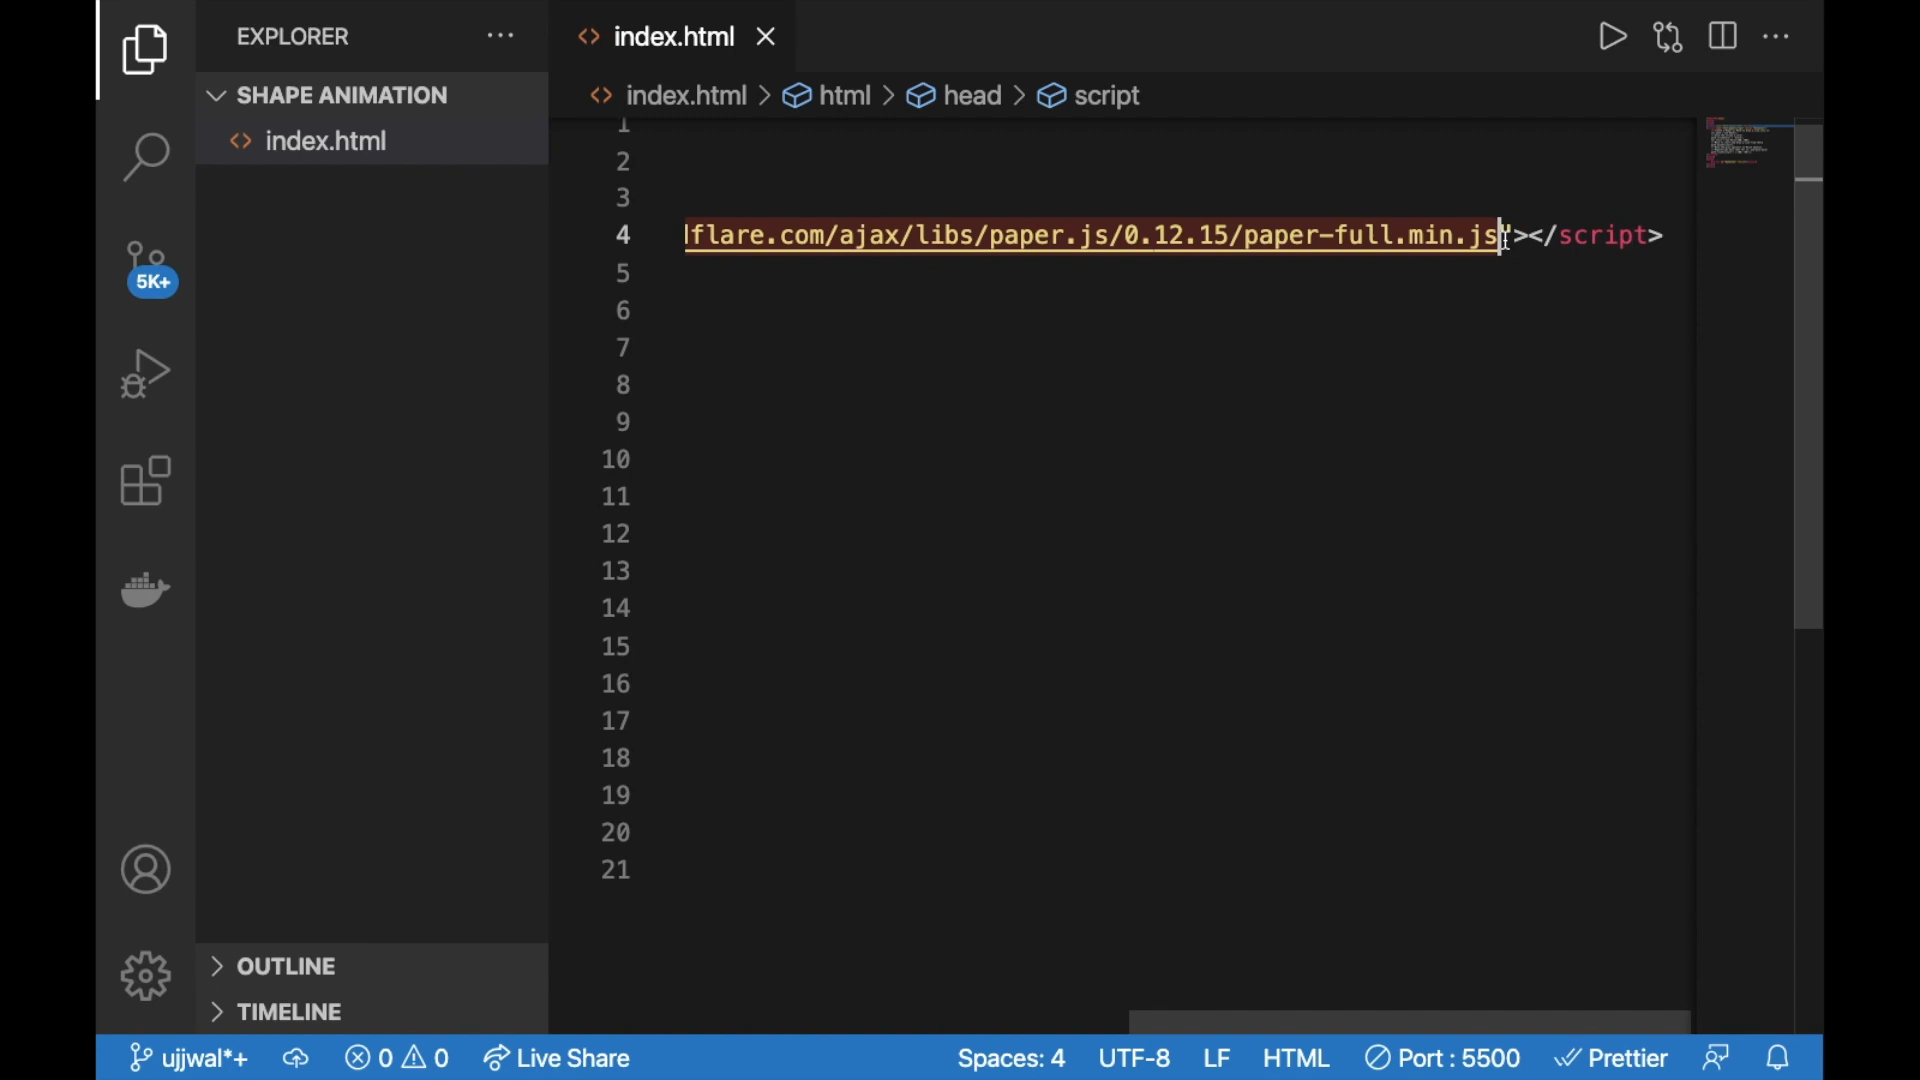 EXPLORER
index.html
SHAPE ANIMATION
index.html > html > head > script
index.html
1
2
3
4 flare.com/ajax/libs/paper.js/0.12.15/paper-full.min.js"></script>
5
6
7
8
9
10
11
12
13
14
15
16
17
18
19
20
21
5K+
OUTLINE
TIMELINE
ujjwal*+ 0 0 Live Share Spaces: 4 UTF-8 LF HTML Port : 5500 Prettier